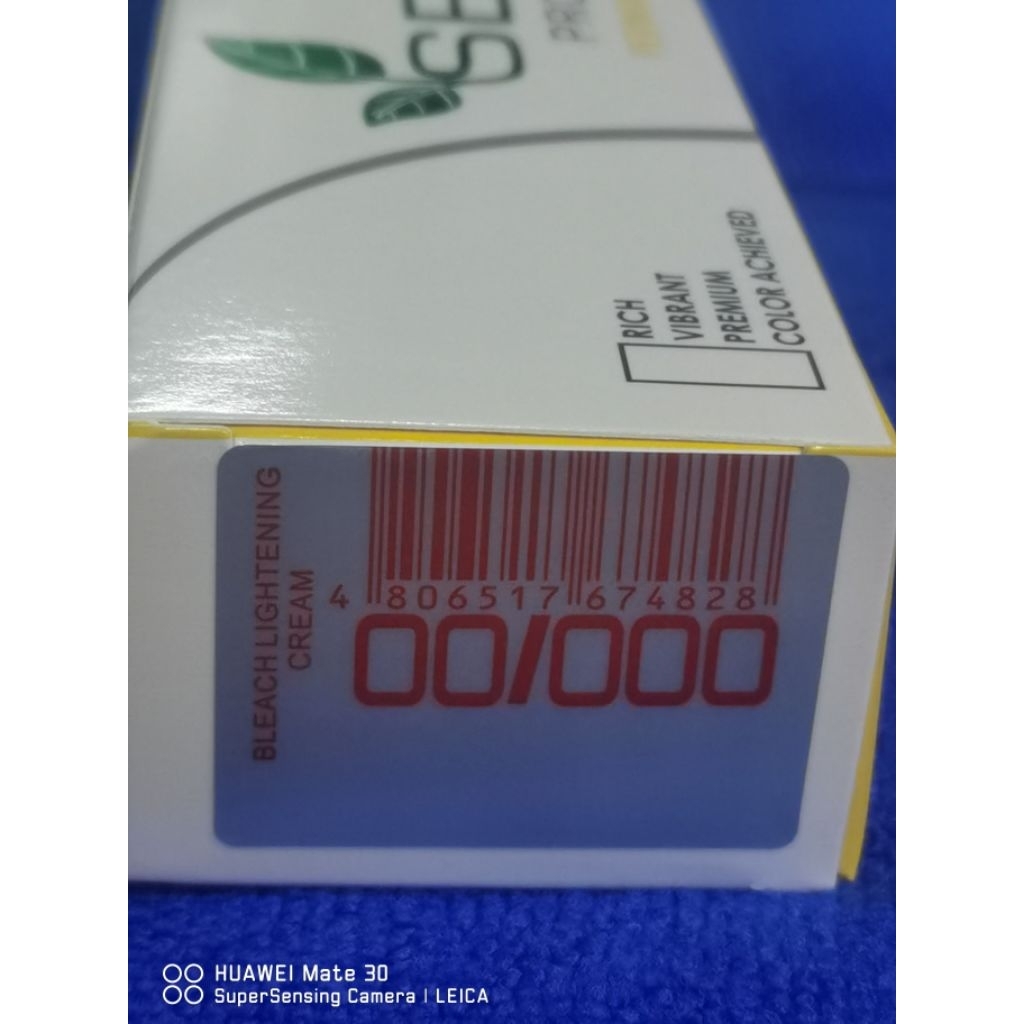 SE
PRO
RICH
VIBRANT
PREMIUM
COLOR ACHIEVED
BLEACH LIGHTENING
CREAM
4 806517 674828
00/000
HUAWEI Mate 30
SuperSensing Camera | LEICA